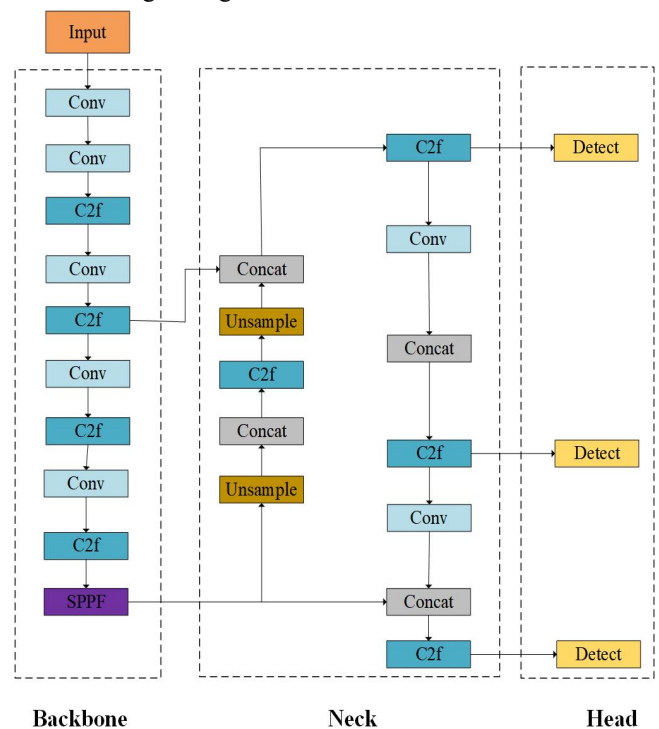 Input
Conv
Conv
C2f
Conv
C2f
Conv
C2f
Conv
C2f
SPPF
Backbone
Concat
Unsample
C2f
Concat
Unsample
C2f
Conv
Concat
C2f
Conv
Concat
C2f
Neck
Detect
Detect
Detect
Head